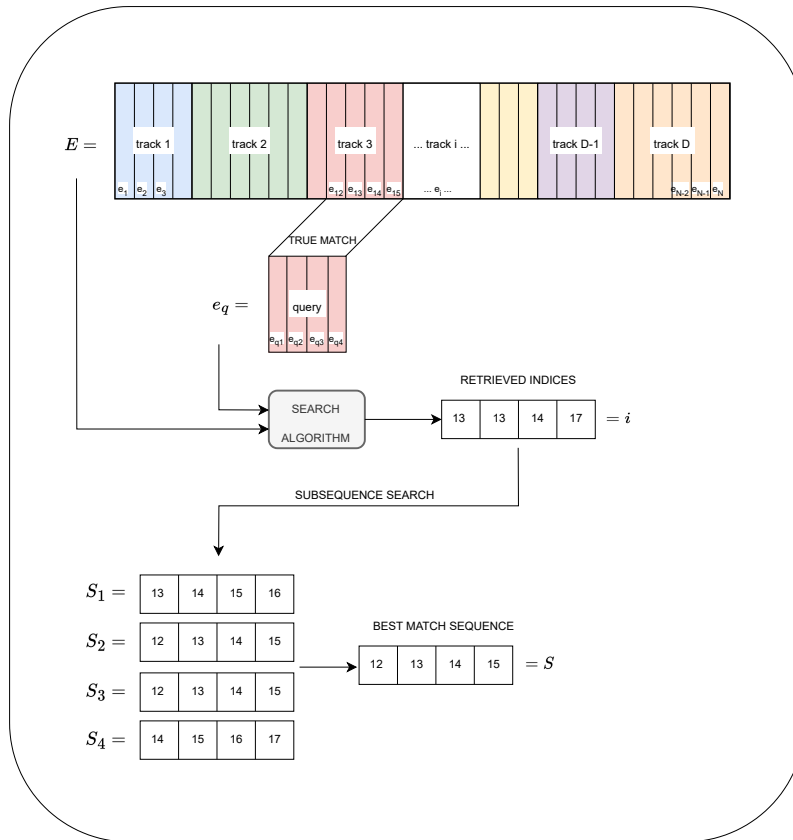 E =
track 1
track 2
track 3
... track i ...
track D-1
track D
e1 e2 e3
e12 e13 e14 e15
... ei ...
eN-2 eN-1 eN
TRUE MATCH
eq =
query
eq1 eq2 eq3 eq4
SEARCH
ALGORITHM
RETRIEVED INDICES
13 13 14 17 = i
SUBSEQUENCE SEARCH
S1 = 13 14 15 16
S2 = 12 13 14 15
S3 = 12 13 14 15
S4 = 14 15 16 17
BEST MATCH SEQUENCE
12 13 14 15 = S